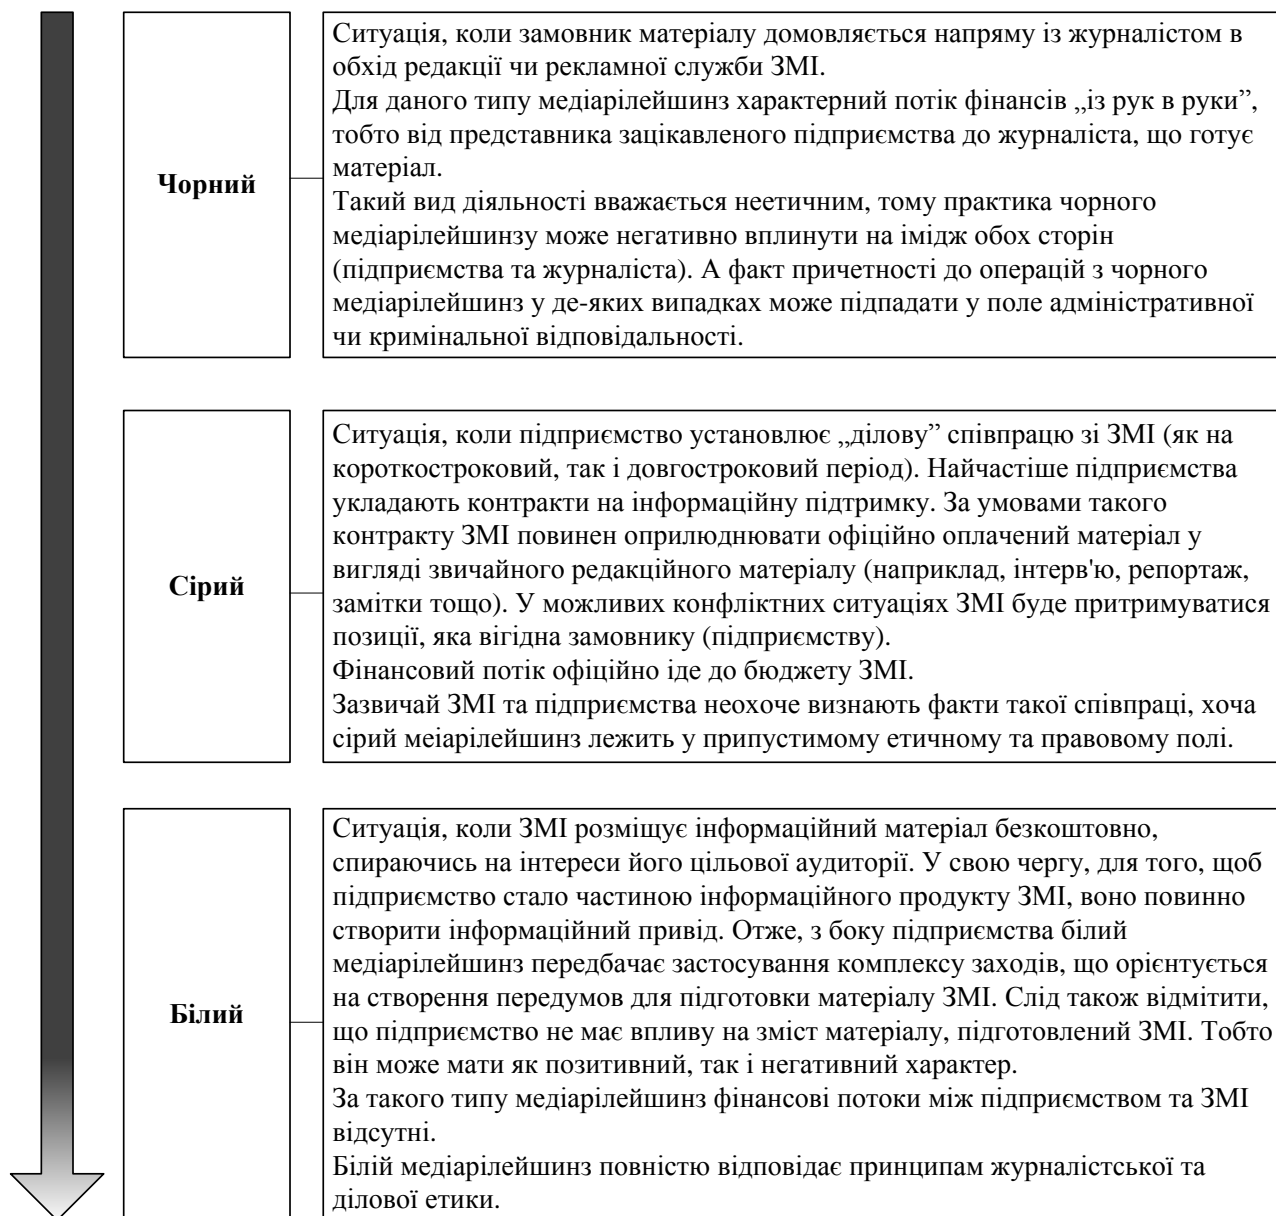 Чорний
Ситуація, коли замовник матеріалу домовляється напряму із журналістом в
обхід редакції чи рекламної служби ЗМІ.
Для даного типу медіарілейшинз характерний потік фінансів „із рук в руки”,
тобто від представника зацікавленого підприємства до журналіста, що готує
матеріал.
Такий вид діяльності вважається неетичним, тому практика чорного
медіарілейшинзу може негативно вплинути на імідж обох сторін
(підприємства та журналіста). А факт причетності до операцій з чорного
медіарілейшинз у де-яких випадках може підпадати у поле адміністративної
чи кримінальної відповідальності.
Сірий
Ситуація, коли підприємство установлює „ділову” співпрацю зі ЗМІ (як на
короткостроковий, так і довгостроковий період). Найчастіше підприємства
укладають контракти на інформаційну підтримку. За умовами такого
контракту ЗМІ повинен оприлюднювати офіційно оплачений матеріал у
вигляді звичайного редакційного матеріалу (наприклад, інтерв'ю, репортаж,
замітки тощо). У можливих конфліктних ситуаціях ЗМІ буде притримуватися
позиції, яка вігідна замовнику (підприємству).
Фінансовий потік офіційно іде до бюджету ЗМІ.
Зазвичай ЗМІ та підприємства неохоче визнають факти такої співпраці, хоча
сірий меіарілейшинз лежить у припустимому етичному та правовому полі.
Білий
Ситуація, коли ЗМІ розміщує інформаційний матеріал безкоштовно,
спираючись на інтереси його цільової аудиторії. У свою чергу, для того, щоб
підприємство стало частиною інформаційного продукту ЗМІ, воно повинно
створити інформаційний привід. Отже, з боку підприємства білий
медіарілейшинз передбачає застосування комплексу заходів, що орієнтується
на створення передумов для підготовки матеріалу ЗМІ. Слід також відмітити,
що підприємство не має впливу на зміст матеріалу, підготовлений ЗМІ. Тобто
він може мати як позитивний, так і негативний характер.
За такого типу медіарілейшинз фінансові потоки між підприємством та ЗМІ
відсутні.
Білій медіарілейшинз повністю відповідає принципам журналістської та
ділової етики.